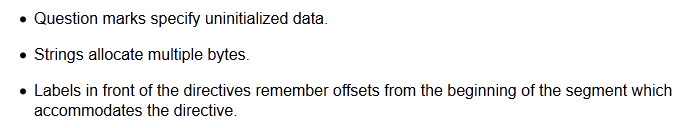 • Question marks specify uninitialized data.
• Strings allocate multiple bytes.
• Labels in front of the directives remember offsets from the beginning of the segment which
accommodates the directive.